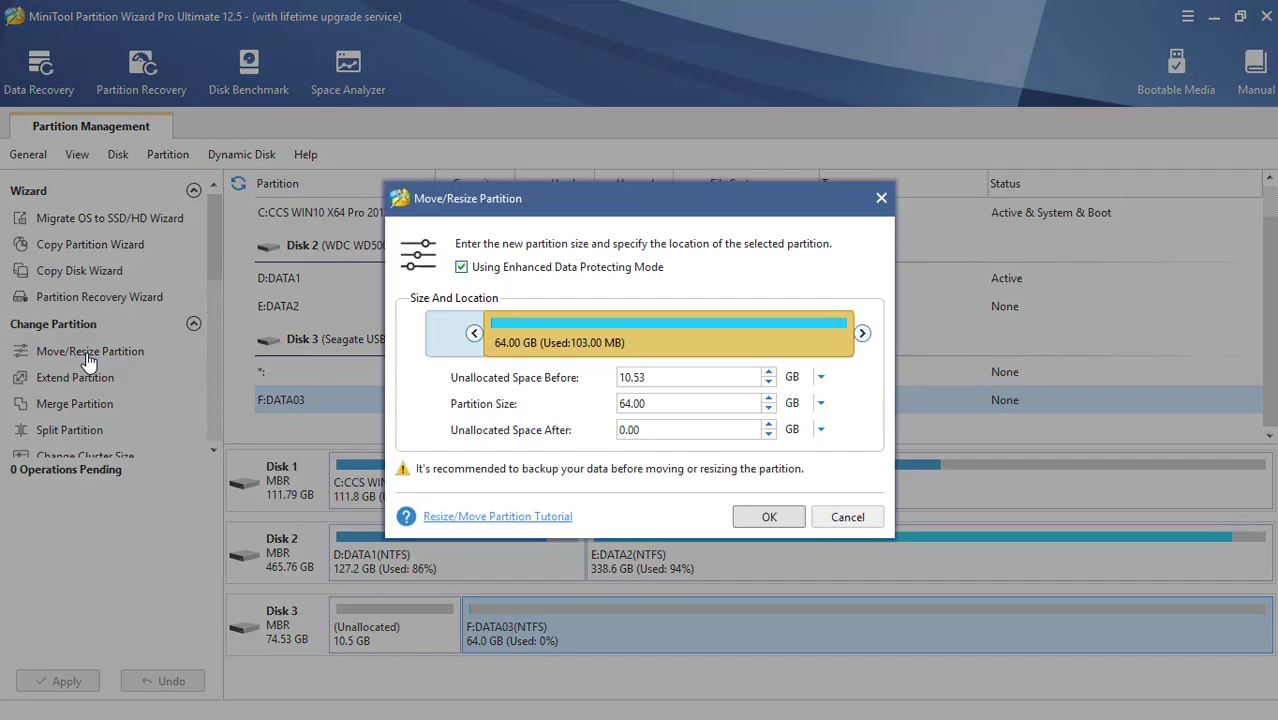 MiniTool Partition Wizard Pro Ultimate 12.5 - (with lifetime upgrade service)
Data Recovery
Partition Recovery
Disk Benchmark
Space Analyzer
Bootable Media
Manual
Partition Management
General
View
Disk
Partition
Dynamic Disk
Help
Wizard
Migrate OS to SSD/HD Wizard
Copy Partition Wizard
Copy Disk Wizard
Partition Recovery Wizard
Change Partition
Move/Resize Partition
Extend Partition
Merge Partition
Split Partition
Change Cluster Size
0 Operations Pending
Apply
Undo
Partition
Status
C:CCS WIN10 X64 Pro 201
Active & System & Boot
Disk 2 (WDC WD500
D:DATA1
Active
E:DATA2
None
Disk 3 (Seagate USB
*:
None
F:DATA03
None
Move/Resize Partition
Enter the new partition size and specify the location of the selected partition.
Using Enhanced Data Protecting Mode
Size And Location
64.00 GB (Used:103.00 MB)
Unallocated Space Before:
10.53
GB
Partition Size:
64.00
GB
Unallocated Space After:
0.00
GB
It's recommended to backup your data before moving or resizing the partition.
Resize/Move Partition Tutorial
OK
Cancel
Disk 1
MBR
111.79 GB
C:CCS WIN1
111.8 GB (Us
Disk 2
MBR
465.76 GB
D:DATA1(NTFS)
127.2 GB (Used: 86%)
E:DATA2(NTFS)
338.6 GB (Used: 94%)
Disk 3
MBR
74.53 GB
(Unallocated)
10.5 GB
F:DATA03(NTFS)
64.0 GB (Used: 0%)